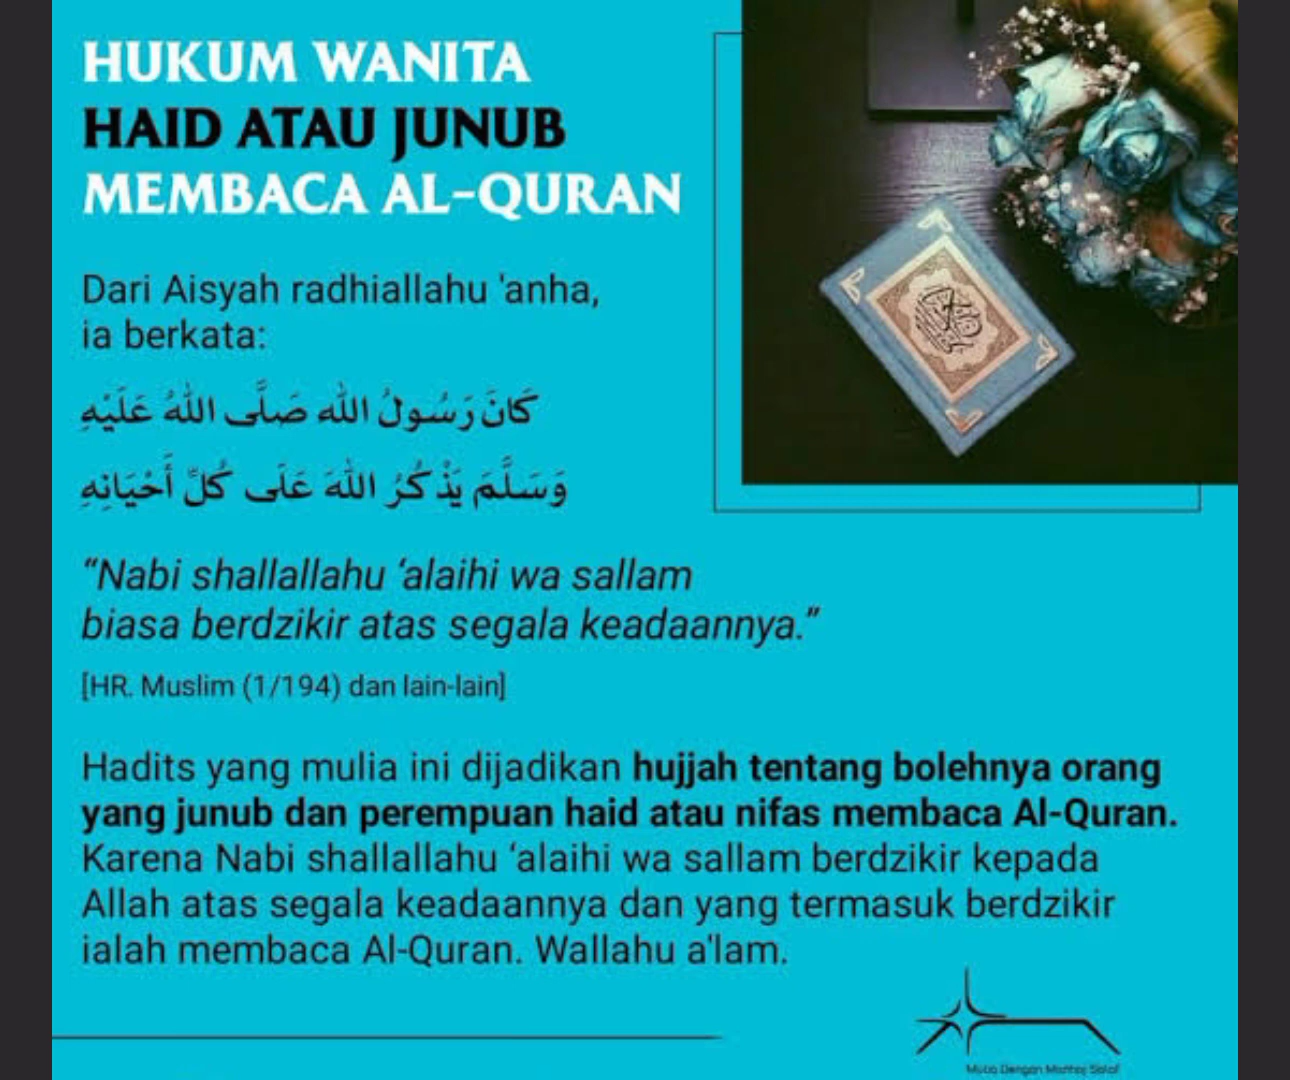 HUKUM WANITA
HAID ATAU JUNUB
MEMBACA AL-QURAN
Dari Aisyah radhiallahu 'anha,
ia berkata:
كَانَ رَسُولُ الله صَلَّى اللهُ عَلَيْهِ
وَسَلَّمَ يَذْكُرُ اللهَ عَلَى كُلِّ أَحْيَانِهِ
“Nabi shallallahu ‘alaihi wa sallam
biasa berdzikir atas segala keadaannya.”
[HR. Muslim (1/194) dan lain-lain]
Hadits yang mulia ini dijadikan hujjah tentang bolehnya orang
yang junub dan perempuan haid atau nifas membaca Al-Quran.
Karena Nabi shallallahu ‘alaihi wa sallam berdzikir kepada
Allah atas segala keadaannya dan yang termasuk berdzikir
ialah membaca Al-Quran. Wallahu a'lam.
Mulia Dengan Manhaj Salaf